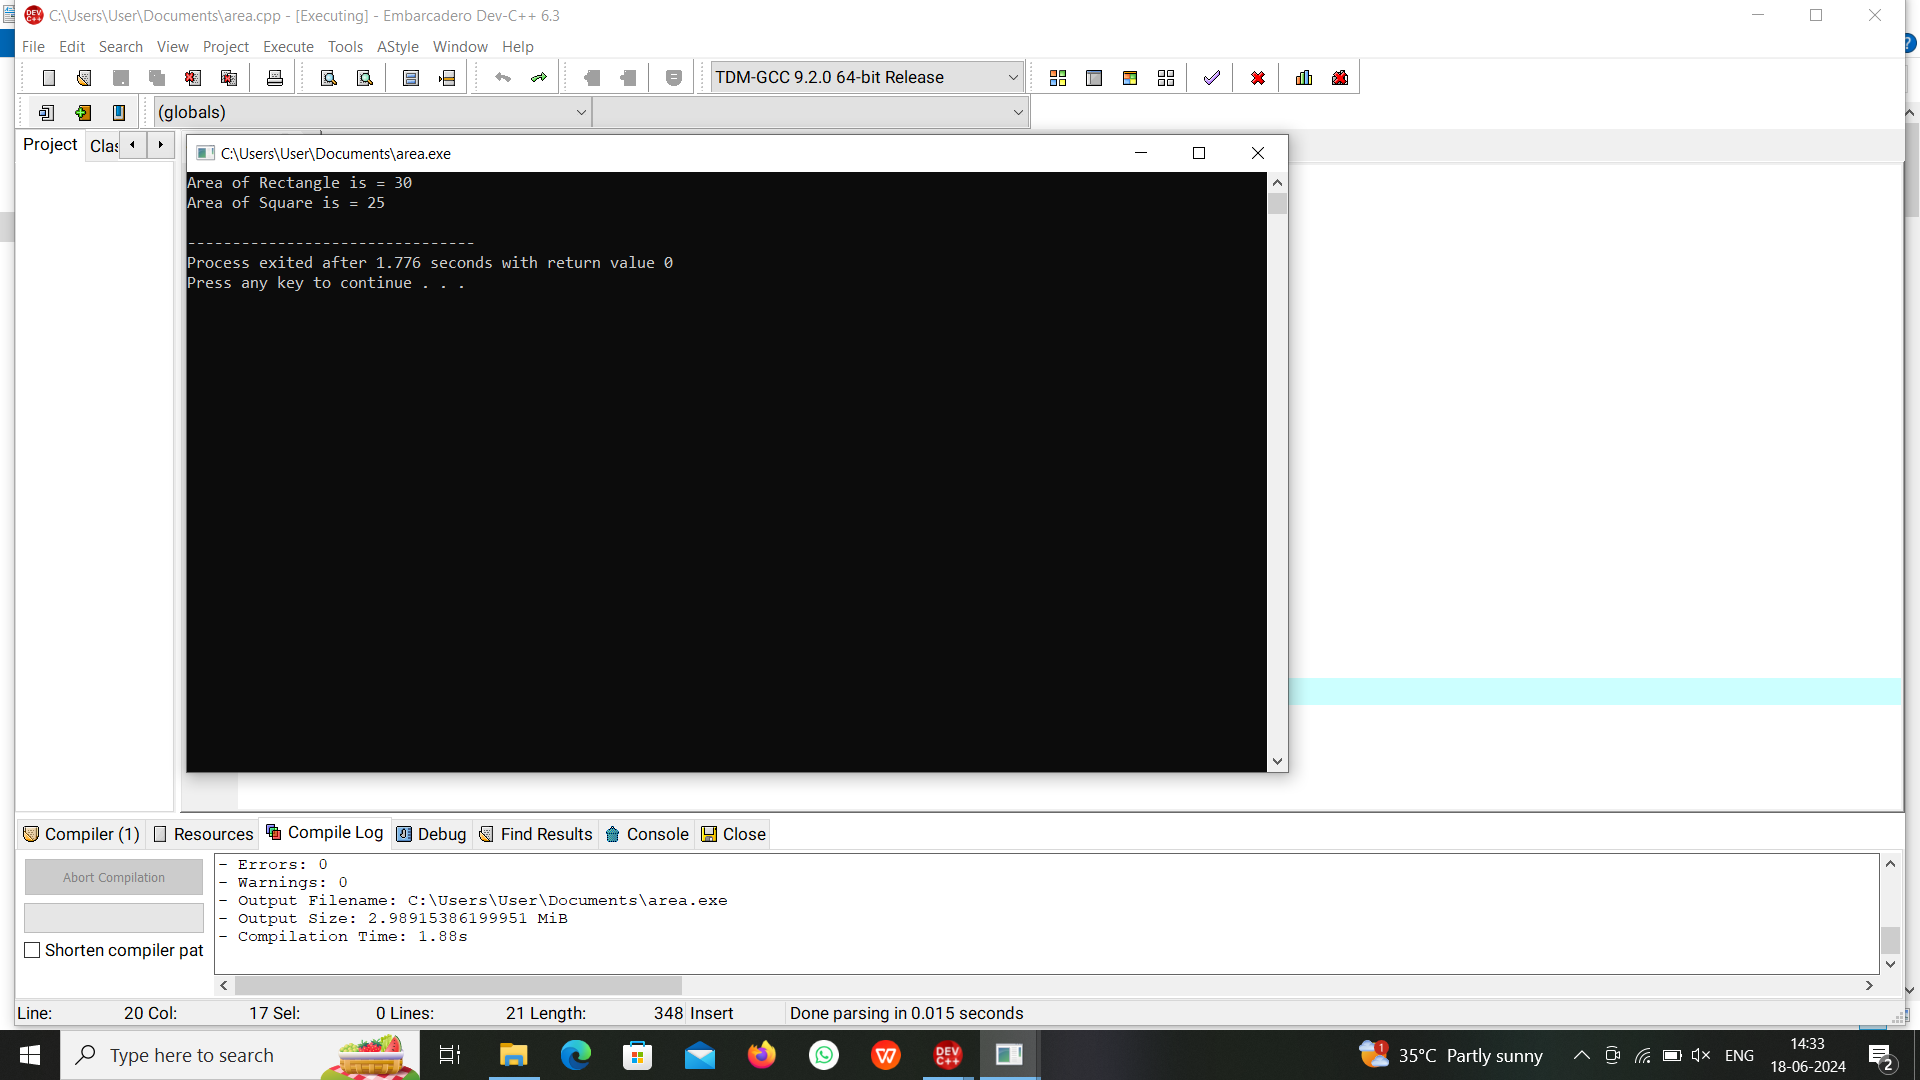 C:\Users\User\Documents\area.cpp - [Executing] - Embarcadero Dev-C++ 6.3
File Edit Search View Project Execute Tools AStyle Window Help
TDM-GCC 9.2.0 64-bit Release
(globals)
Project Clas
C:\Users\User\Documents\area.exe
Area of Rectangle is = 30
Area of Square is = 25
--------------------------------
Process exited after 1.776 seconds with return value 0
Press any key to continue . . .
Compiler (1) Resources Compile Log Debug Find Results Console Close
Abort Compilation
Shorten compiler pat
- Errors: 0
- Warnings: 0
- Output Filename: C:\Users\User\Documents\area.exe
- Output Size: 2.98915386199951 MiB
- Compilation Time: 1.88s
Line: 20 Col: 17 Sel: 0 Lines: 21 Length: 348 Insert Done parsing in 0.015 seconds
Type here to search
DEV C++
1
35°C Partly sunny
ENG
14:33
18-06-2024
2